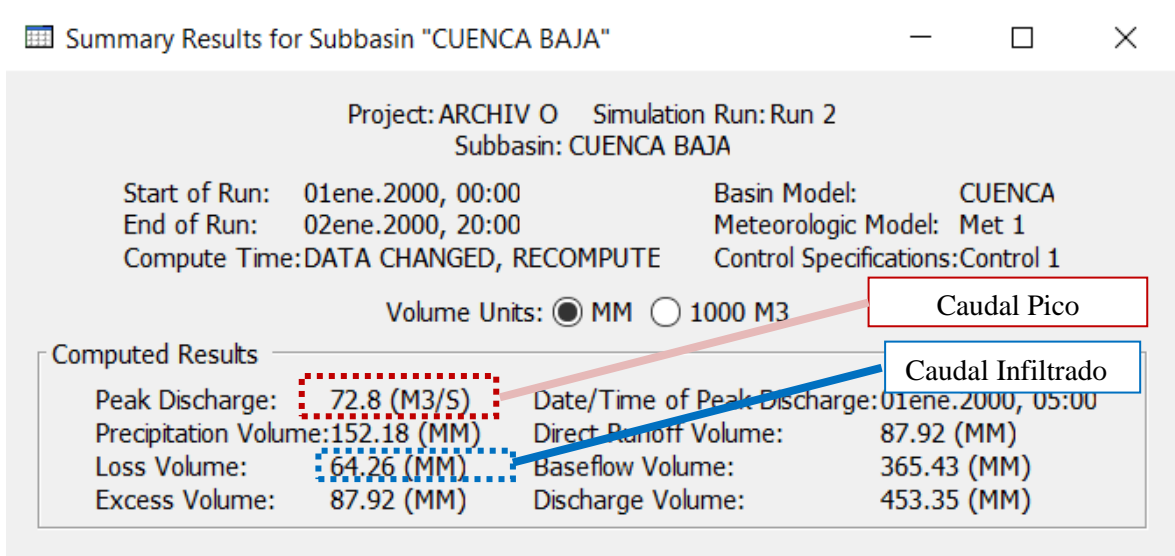 Summary Results for Subbasin "CUENCA BAJA"
Project: ARCHIV O Simulation Run: Run 2
Subbasin: CUENCA BAJA
Start of Run: 01ene.2000, 00:00 Basin Model: CUENCA
End of Run: 02ene.2000, 20:00 Meteorologic Model: Met 1
Compute Time:DATA CHANGED, RECOMPUTE Control Specifications:Control 1
Volume Units: MM 1000 M3
Caudal Pico
Computed Results
Caudal Infiltrado
Peak Discharge: 72.8 (M3/S) Date/Time of Peak Discharge:01ene.2000, 05:00
Precipitation Volume:152.18 (MM) Direct Runoff Volume: 87.92 (MM)
Loss Volume: 64.26 (MM) Baseflow Volume: 365.43 (MM)
Excess Volume: 87.92 (MM) Discharge Volume: 453.35 (MM)